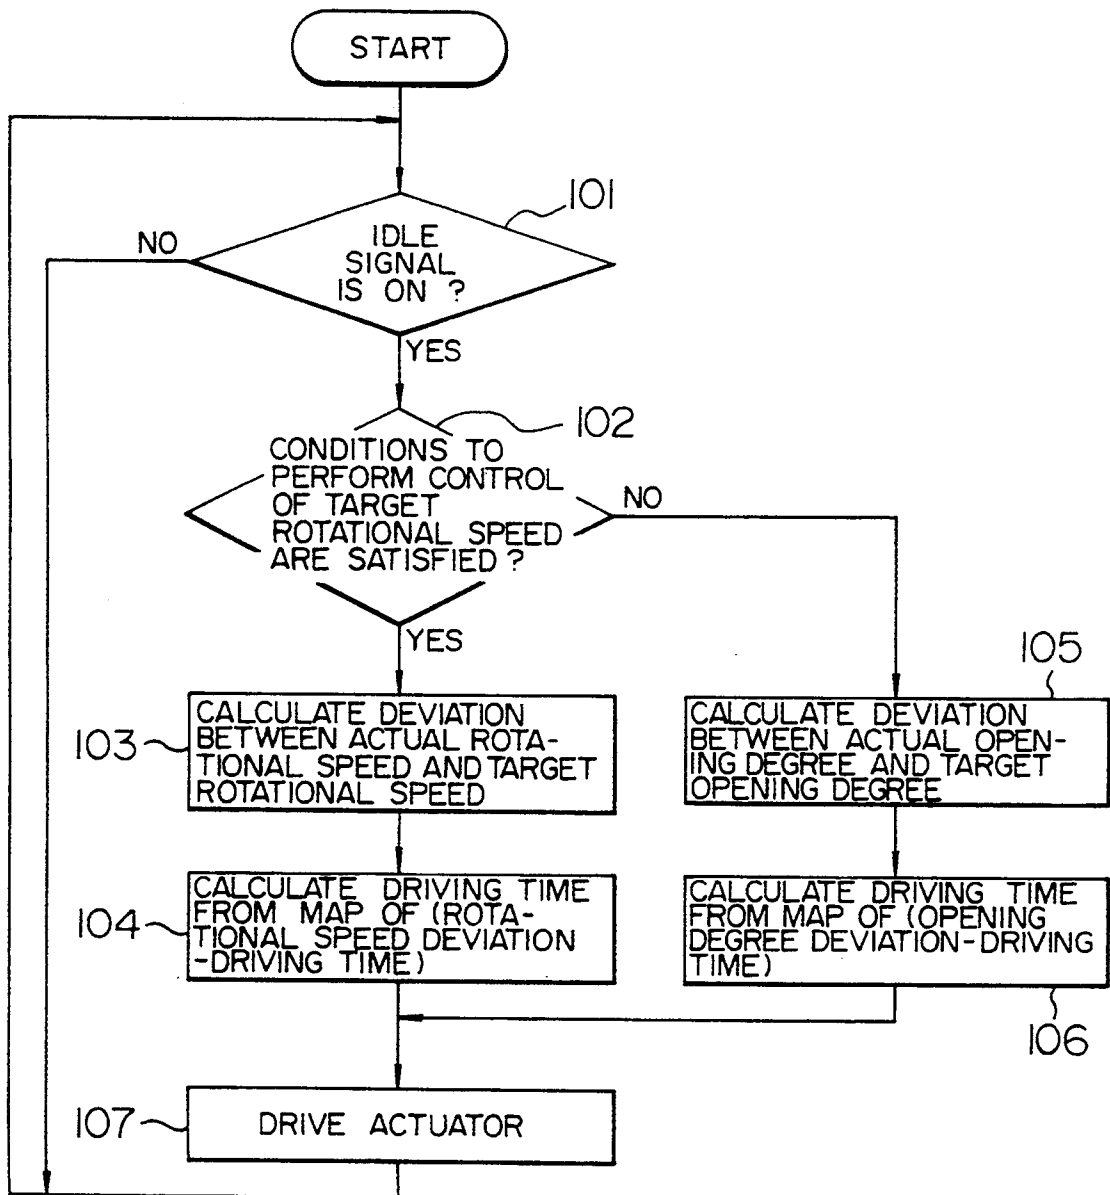 START
101
IDLE
SIGNAL
IS ON ?
NO
YES
102
CONDITIONS TO
PERFORM CONTROL
OF TARGET
ROTATIONAL SPEED
ARE SATISFIED ?
NO
YES
103
CALCULATE DEVIATION
BETWEEN ACTUAL ROTA-
TIONAL SPEED AND TARGET
ROTATIONAL SPEED
105
CALCULATE DEVIATION
BETWEEN ACTUAL OPEN-
ING DEGREE AND TARGET
OPENING DEGREE
104
CALCULATE DRIVING TIME
FROM MAP OF (ROTA-
TIONAL SPEED DEVIATION
-DRIVING TIME)
CALCULATE DRIVING TIME
FROM MAP OF (OPENING
DEGREE DEVIATION-DRIVING
TIME)
106
107
DRIVE ACTUATOR